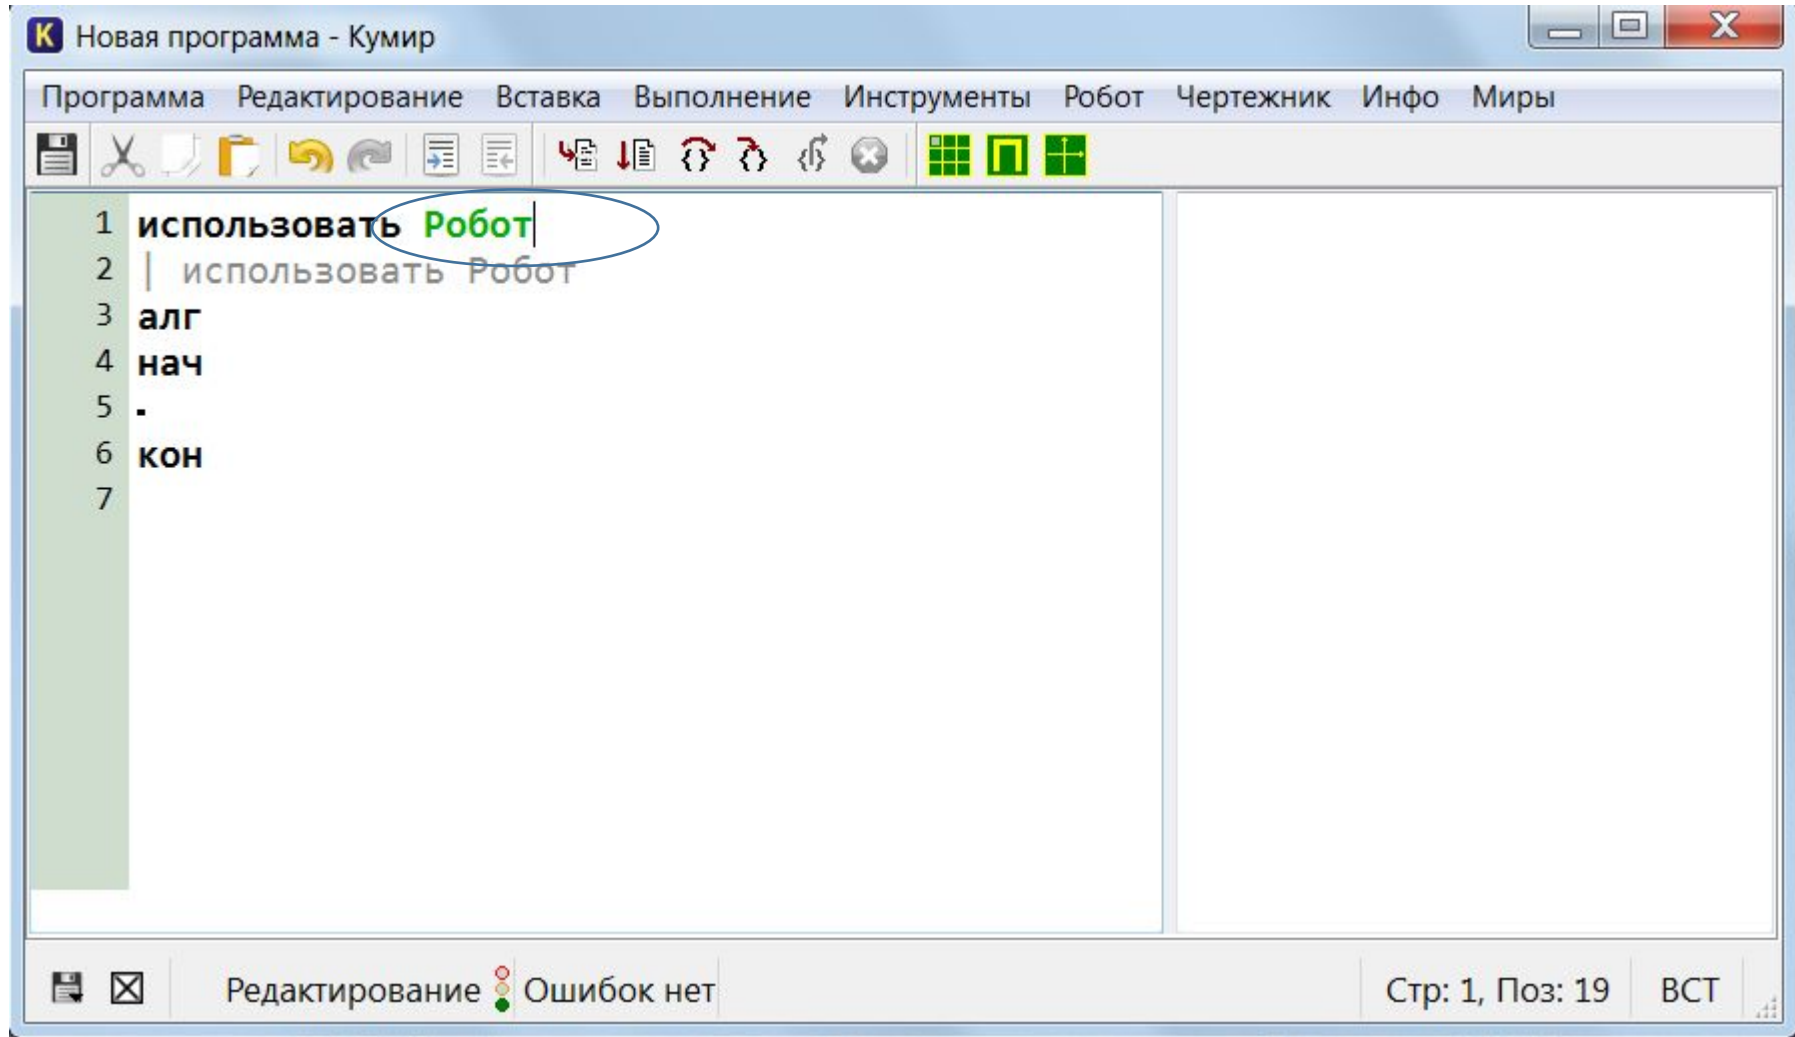 K Новая программа - Кумир
Программа Редактирование Вставка Выполнение Инструменты Робот Чертежник Инфо Миры
1 использовать Робот
2 | использовать Робот
3 алг
4 нач
5 .
6 кон
7
Редактирование Ошибок нет Стр: 1, Поз: 19 ВСТ